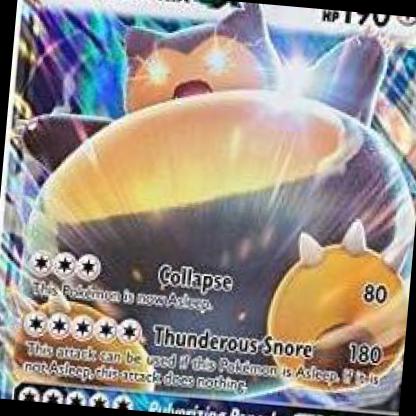 HP 190
Collapse 80
This Pokémon is now Asleep.
Thunderous Snore 180
This attack can be used if this Pokémon is Asleep. If it is
not Asleep, this attack does nothing.
Pulverizing